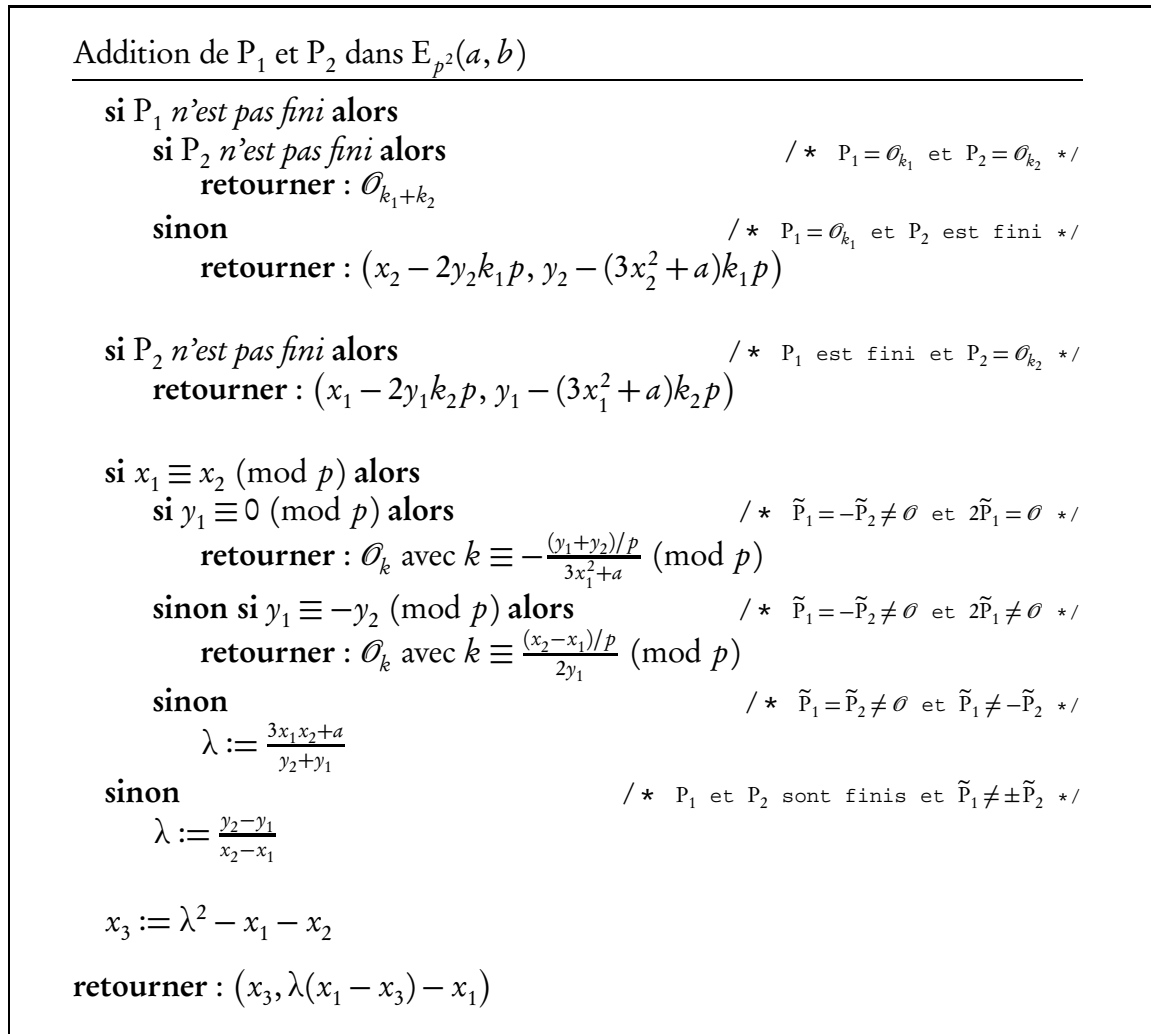 Addition de P₁ et P₂ dans E_{p²}(a, b)
si P₁ n'est pas fini alors
si P₂ n'est pas fini alors /* P₁ = 𝒪_{k₁} et P₂ = 𝒪_{k₂} */
retourner : 𝒪_{k₁+k₂}
sinon /* P₁ = 𝒪_{k₁} et P₂ est fini */
retourner : (x₂ − 2y₂k₁p, y₂ − (3x₂² + a)k₁p)
si P₂ n'est pas fini alors /* P₁ est fini et P₂ = 𝒪_{k₂} */
retourner : (x₁ − 2y₁k₂p, y₁ − (3x₁² + a)k₂p)
si x₁ ≡ x₂ (mod p) alors
si y₁ ≡ 0 (mod p) alors /* P̃₁ = −P̃₂ ≠ 𝒪 et 2P̃₁ = 𝒪 */
retourner : 𝒪_k avec k ≡ −\frac{(y₁+y₂)/p}{3x₁²+a} (mod p)
sinon si y₁ ≡ −y₂ (mod p) alors /* P̃₁ = −P̃₂ ≠ 𝒪 et 2P̃₁ ≠ 𝒪 */
retourner : 𝒪_k avec k ≡ \frac{(x₂−x₁)/p}{2y₁} (mod p)
sinon /* P̃₁ = P̃₂ ≠ 𝒪 et P̃₁ ≠ −P̃₂ */
λ := \frac{3x₁x₂+a}{y₂+y₁}
sinon /* P₁ et P₂ sont finis et P̃₁ ≠ ±P̃₂ */
λ := \frac{y₂−y₁}{x₂−x₁}
x₃ := λ² − x₁ − x₂
retourner : (x₃, λ(x₁ − x₃) − x₁)